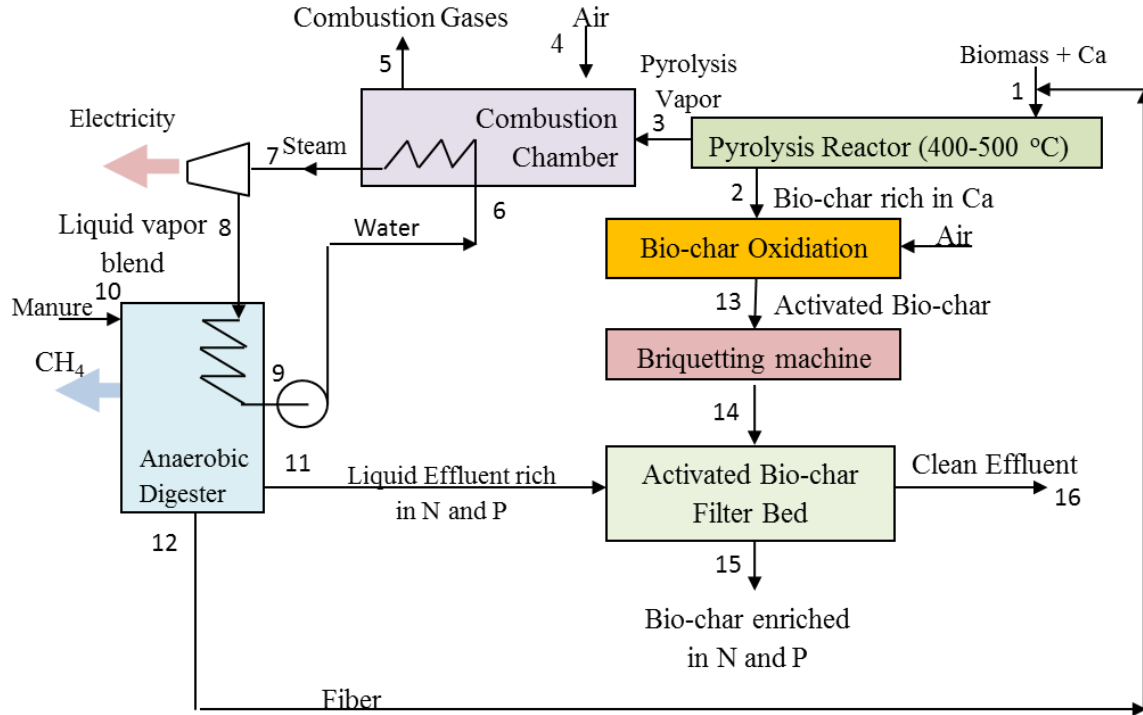 Combustion Gases
Air
4
5
Pyrolysis
Vapor
3
Biomass + Ca
1
Electricity
Combustion
Chamber
Pyrolysis Reactor (400-500 °C)
7
Steam
2
Bio-char rich in Ca
6
8
Liquid vapor
blend
Water
Bio-char Oxidiation
Air
10
Manure
13
Activated Bio-char
CH4
9
Briquetting machine
14
Anaerobic
Digester
11
Liquid Effluent rich
in N and P
Activated Bio-char
Filter Bed
Clean Effluent
16
12
15
Bio-char enriched
in N and P
Fiber